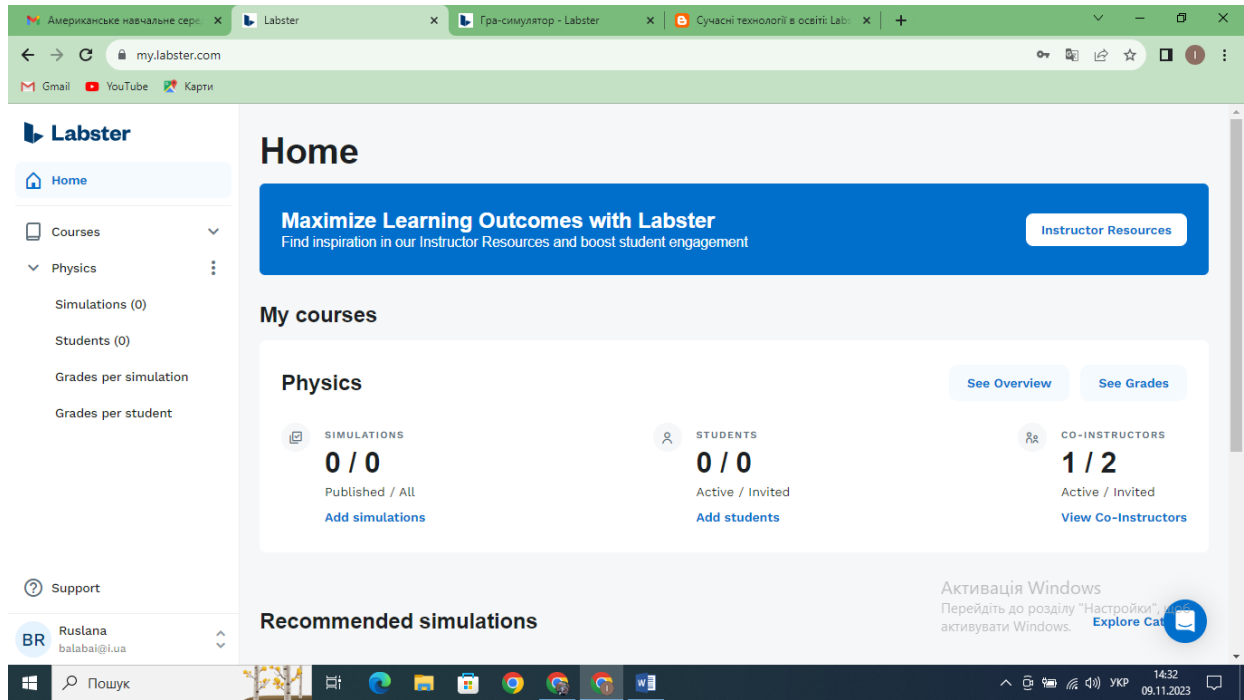 Американське навчальне сере
Labster
Гра-симулятор - Labster
Сучасні технології в освіті: Lab
my.labster.com
I
Gmail
YouTube
Карти
Labster
Home
Courses
Physics
Simulations (0)
Students (0)
Grades per simulation
Grades per student
Support
BR
Ruslana
balabai@i.ua
Home
Maximize Learning Outcomes with Labster
Find inspiration in our Instructor Resources and boost student engagement
Instructor Resources
My courses
Physics
See Overview
See Grades
SIMULATIONS
0 / 0
Published / All
Add simulations
STUDENTS
0 / 0
Active / Invited
Add students
CO-INSTRUCTORS
1 / 2
Active / Invited
View Co-Instructors
Recommended simulations
Explore Cat
Активація Windows
Перейдіть до розділу "Настройки", щоб
активувати Windows.
Пошук
W
УКР
14:32
09.11.2023